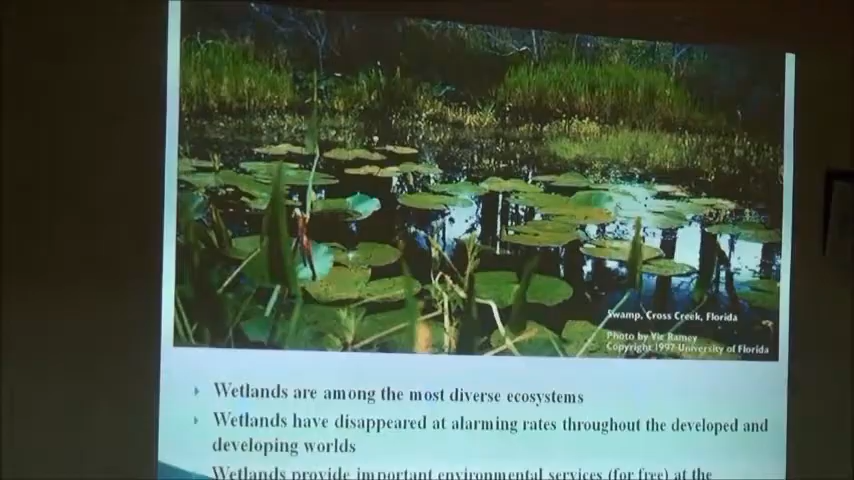 Swamp, Cross Creek, Florida
Photo by Vic Ramey
Copyright 1997 University of Florida
Wetlands are among the most diverse ecosystems
Wetlands have disappeared at alarming rates throughout the developed and
developing worlds
Wetlands provide important environmental services (for free) at the